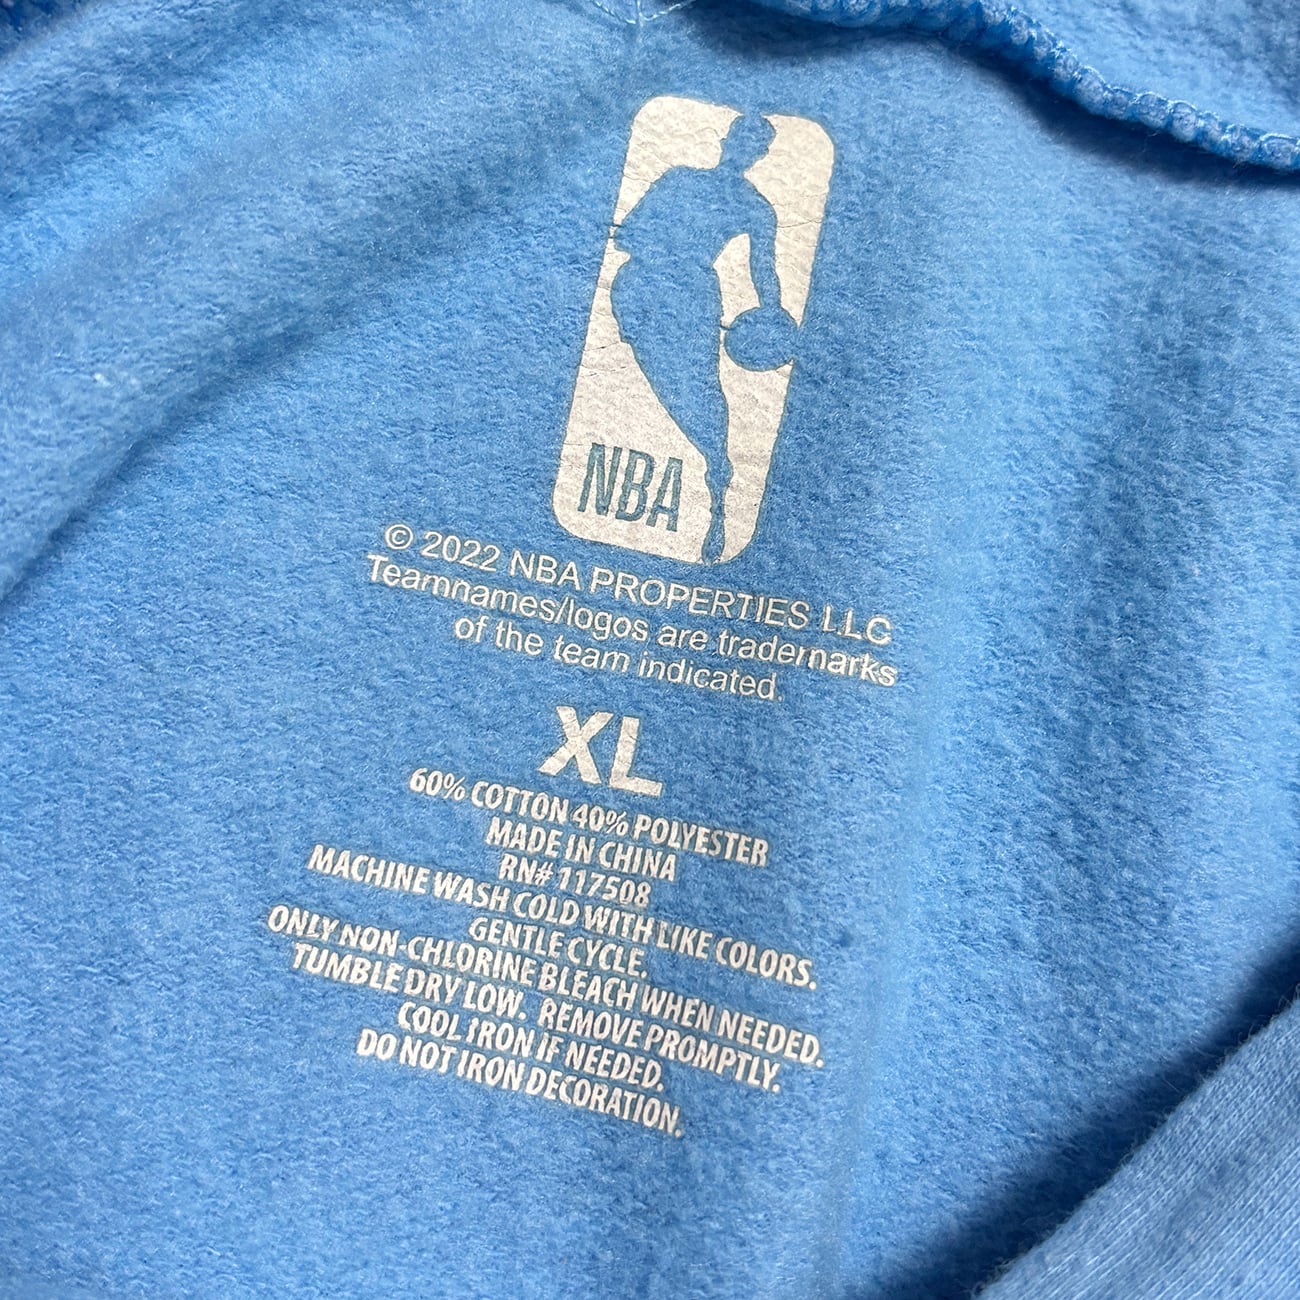 NBA
© 2022 NBA PROPERTIES LLC
Teamnames/logos are trademarks
of the team indicated.
XL
60% COTTON 40% POLYESTER
MADE IN CHINA
RN# 117508
MACHINE WASH COLD WITH LIKE COLORS.
GENTLE CYCLE.
ONLY NON-CHLORINE BLEACH WHEN NEEDED.
TUMBLE DRY LOW. REMOVE PROMPTLY.
COOL IRON IF NEEDED.
DO NOT IRON DECORATION.